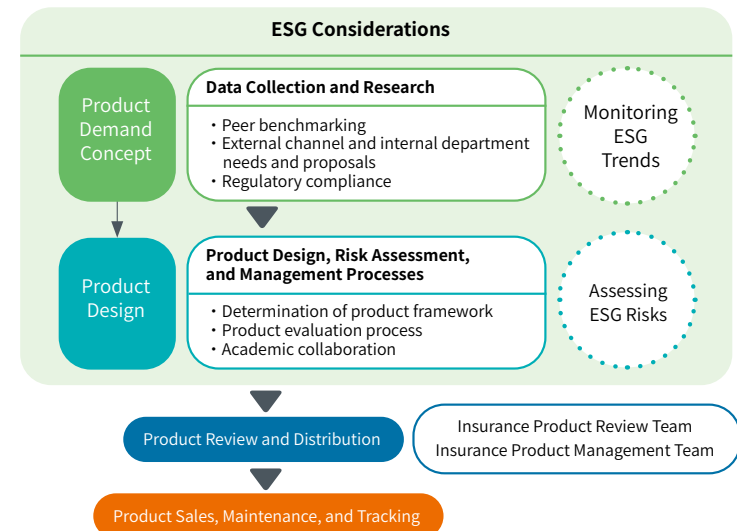 ESG Considerations
Product
Demand
Concept
Data Collection and Research
・Peer benchmarking
・External channel and internal department
needs and proposals
・Regulatory compliance
Monitoring
ESG
Trends
Product
Design
Product Design, Risk Assessment,
and Management Processes
・Determination of product framework
・Product evaluation process
・Academic collaboration
Assessing
ESG Risks
Product Review and Distribution
Insurance Product Review Team
Insurance Product Management Team
Product Sales, Maintenance, and Tracking